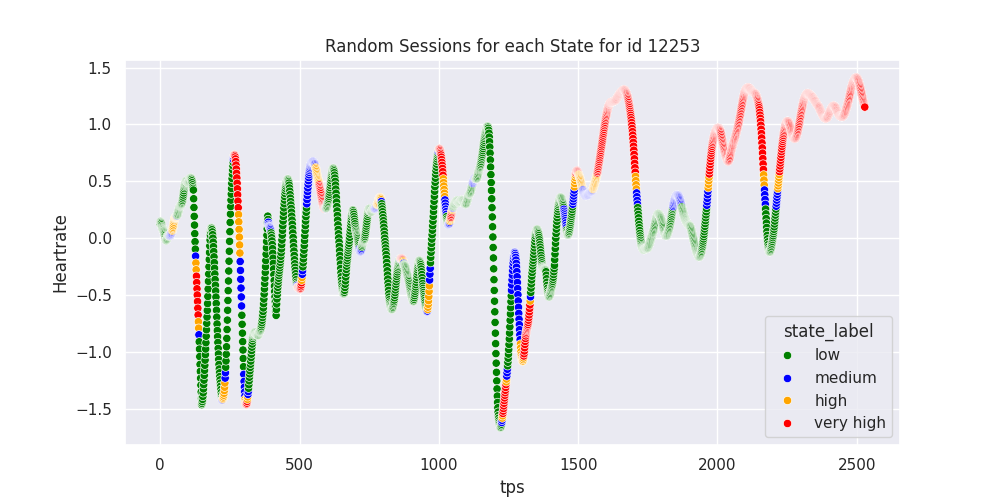 Random Sessions for each State for id 12253
Heartrate
1.5
1.0
0.5
0.0
−0.5
−1.0
−1.5
0
500
1000
1500
2000
2500
tps
state_label
low
medium
high
very high